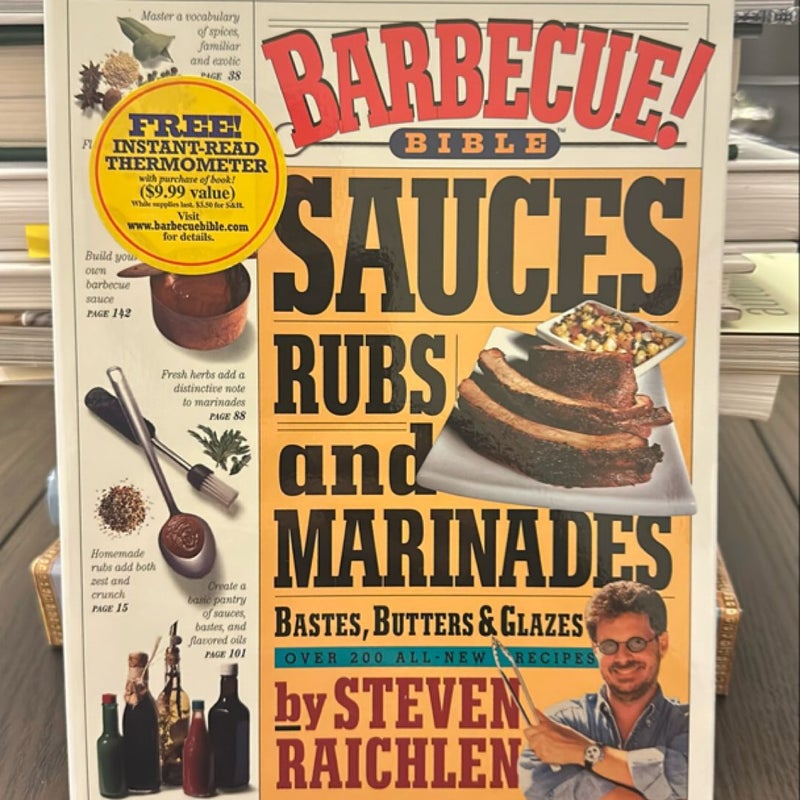 Master a vocabulary
of spices,
familiar
and exotic
PAGE 38
FREE!
INSTANT-READ
THERMOMETER
with purchase of book!
($9.99 value)
While supplies last. $3.50 for S&H.
Visit
www.barbecuebible.com
for details.
Build your
own
barbecue
sauce
PAGE 142
Fresh herbs add a
distinctive note
to marinades
PAGE 88
Homemade
rubs add both
zest and
crunch
PAGE 15
Create a
basic pantry
of sauces,
bastes, and
flavored oils
PAGE 101
BARBECUE!
BIBLE™
SAUCES
RUBS
and
MARINADES
BASTES, BUTTERS & GLAZES
OVER 200 ALL-NEW RECIPES
by STEVEN
RAICHLEN